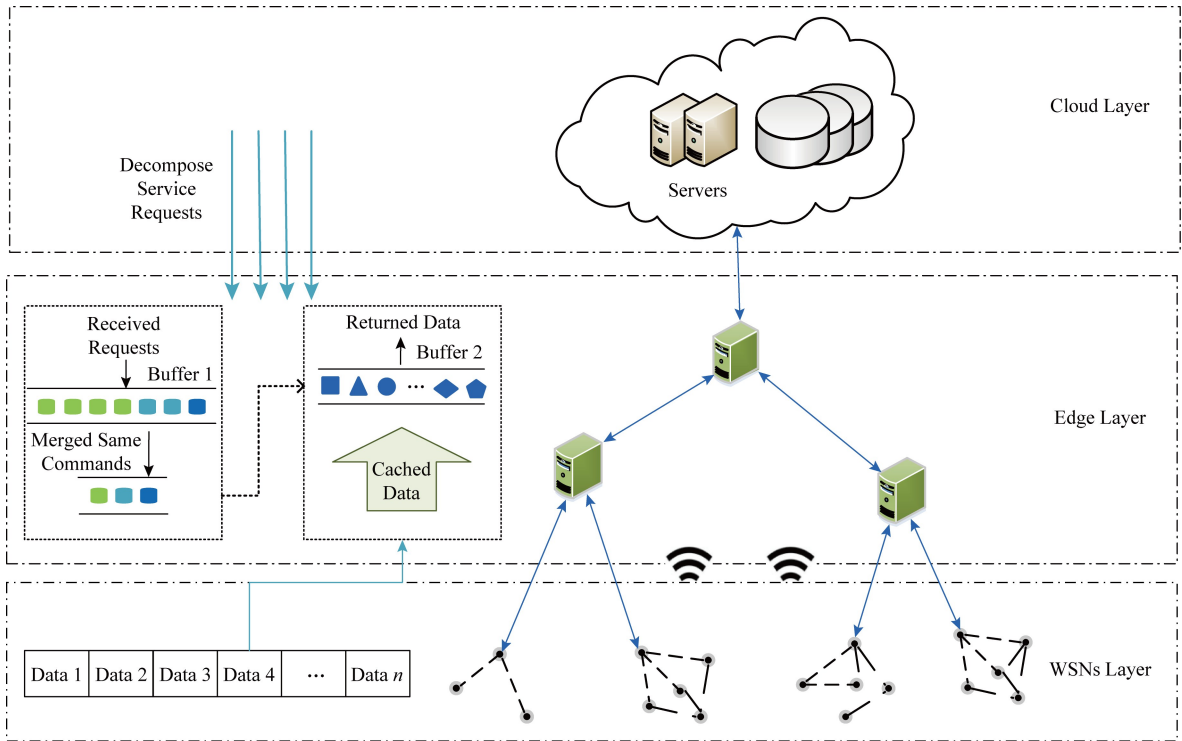 Cloud Layer
Decompose
Service
Requests
Servers
Received
Requests
Buffer 1
Merged Same
Commands
Returned Data
Buffer 2
...
Cached
Data
Edge Layer
Data 1 Data 2 Data 3 Data 4 ... Data n
WSNs Layer